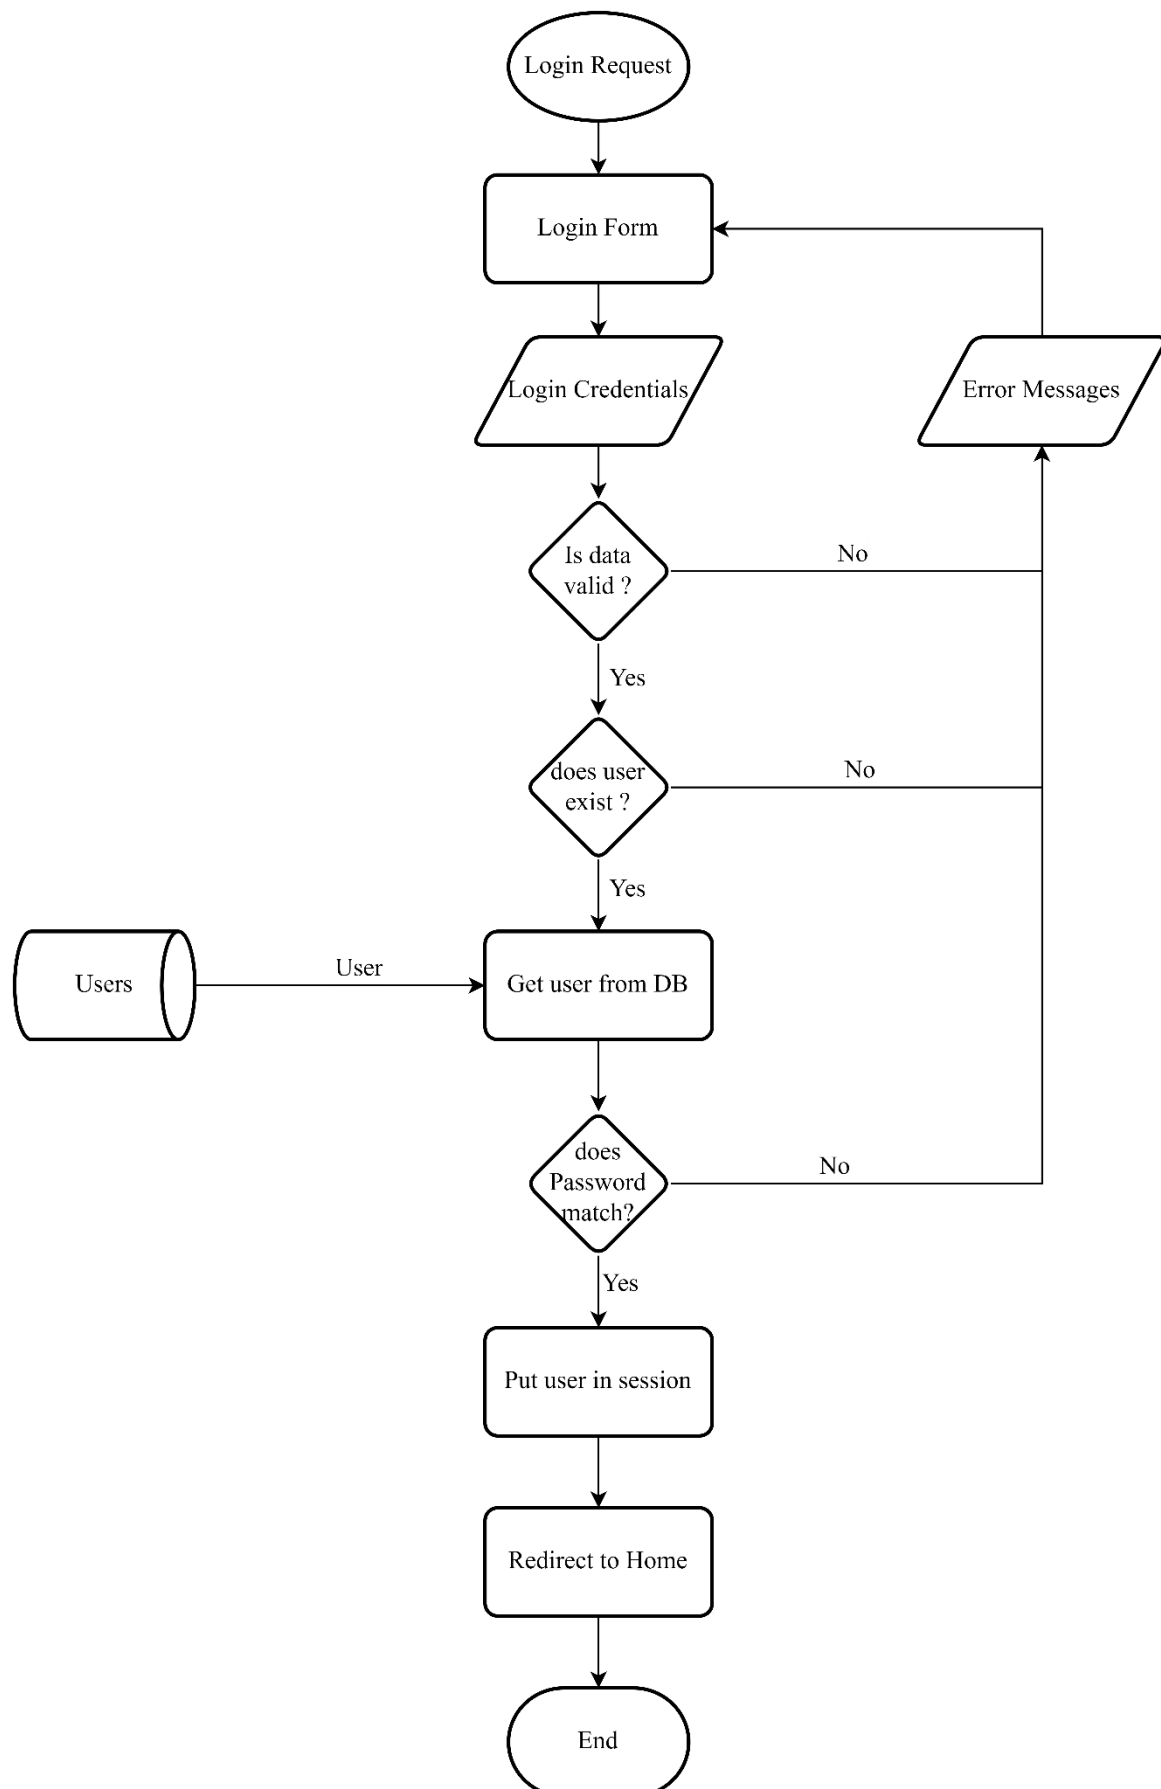 Login Request
Login Form
Login Credentials
Error Messages
Is data
valid ?
No
Yes
does user
exist ?
No
Yes
Users
User
Get user from DB
does
Password
match?
No
Yes
Put user in session
Redirect to Home
End